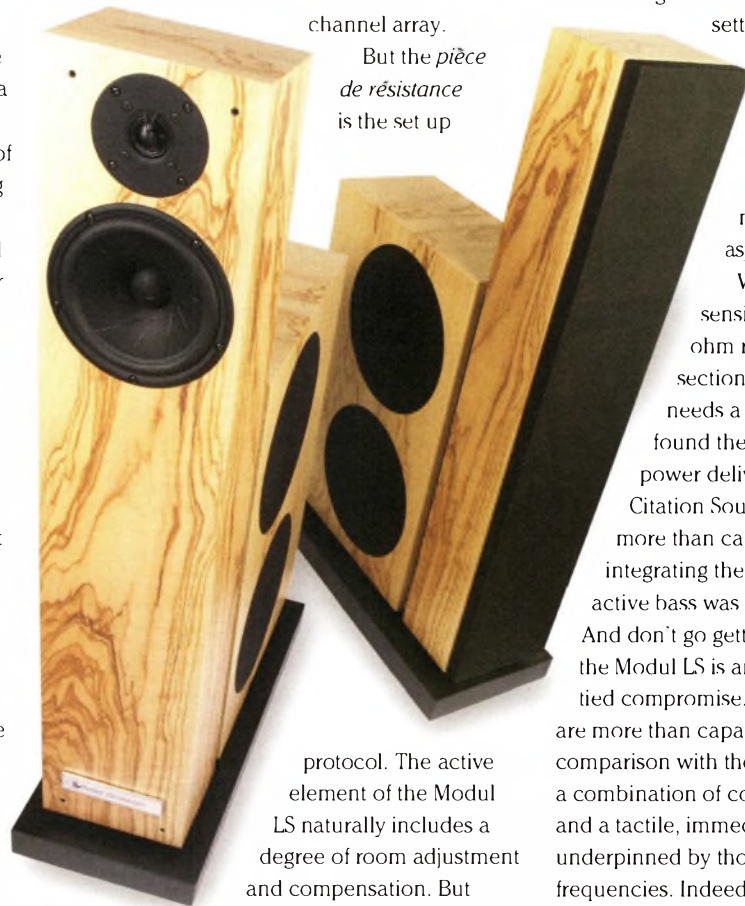 a
of
channel array.
But the pièce
de résistance
is the set up
protocol. The active
element of the Modul
LS naturally includes a
degree of room adjustment
and compensation. But
sett
as
W
sensi
ohm r
section
needs a
found the
power deliv
Citation Sou
more than ca
integrating the
active bass was
And don't go gett
the Modul LS is an
tied compromise,
are more than capa
comparison with the
a combination of co
and a tactile, immed
underpinned by tho
frequencies. Indeed